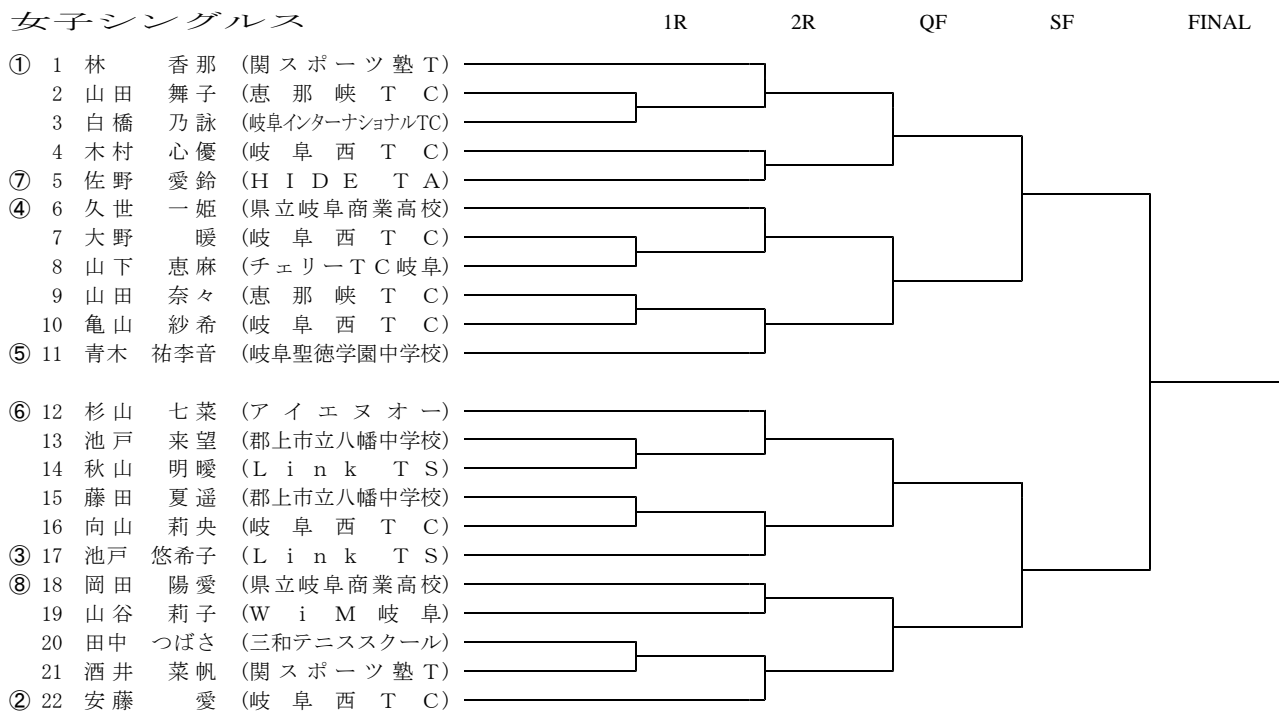 女子シングルス 1R 2R QF SF FINAL
① 1 林 香那 (関スポーツ塾T)
2 山田 舞子 (恵那峡TC)
3 白橋 乃詠 (岐阜インターナショナルTC)
4 木村 心優 (岐阜西TC)
⑦ 5 佐野 愛鈴 (HIDE TA)
④ 6 久世 一姫 (県立岐阜商業高校)
7 大野 暖 (岐阜西TC)
8 山下 恵麻 (チェリーTC岐阜)
9 山田 奈々 (恵那峡TC)
10 亀山 紗希 (岐阜西TC)
⑤ 11 青木 祐李音 (岐阜聖徳学園中学校)
⑥ 12 杉山 七菜 (アイエヌオー)
13 池戸 来望 (郡上市立八幡中学校)
14 秋山 明曖 (Link TS)
15 藤田 夏遥 (郡上市立八幡中学校)
16 向山 莉央 (岐阜西TC)
③ 17 池戸 悠希子 (Link TS)
⑧ 18 岡田 陽愛 (県立岐阜商業高校)
19 山谷 莉子 (WiM岐阜)
20 田中 つばさ (三和テニススクール)
21 酒井 菜帆 (関スポーツ塾T)
② 22 安藤 愛 (岐阜西TC)